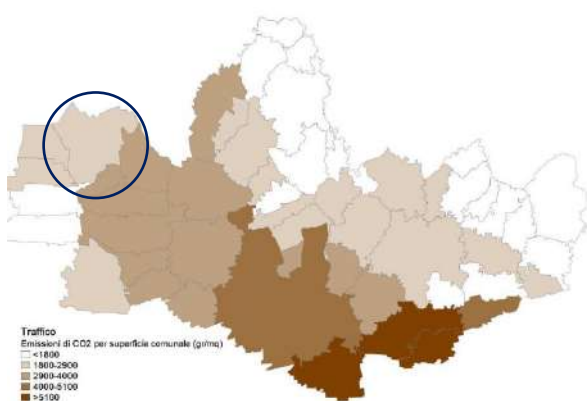 Traffico
Emissioni di CO2 per superficie comunale (gr/mq)
<1800
1800-2900
2900-4000
4000-5100
>5100